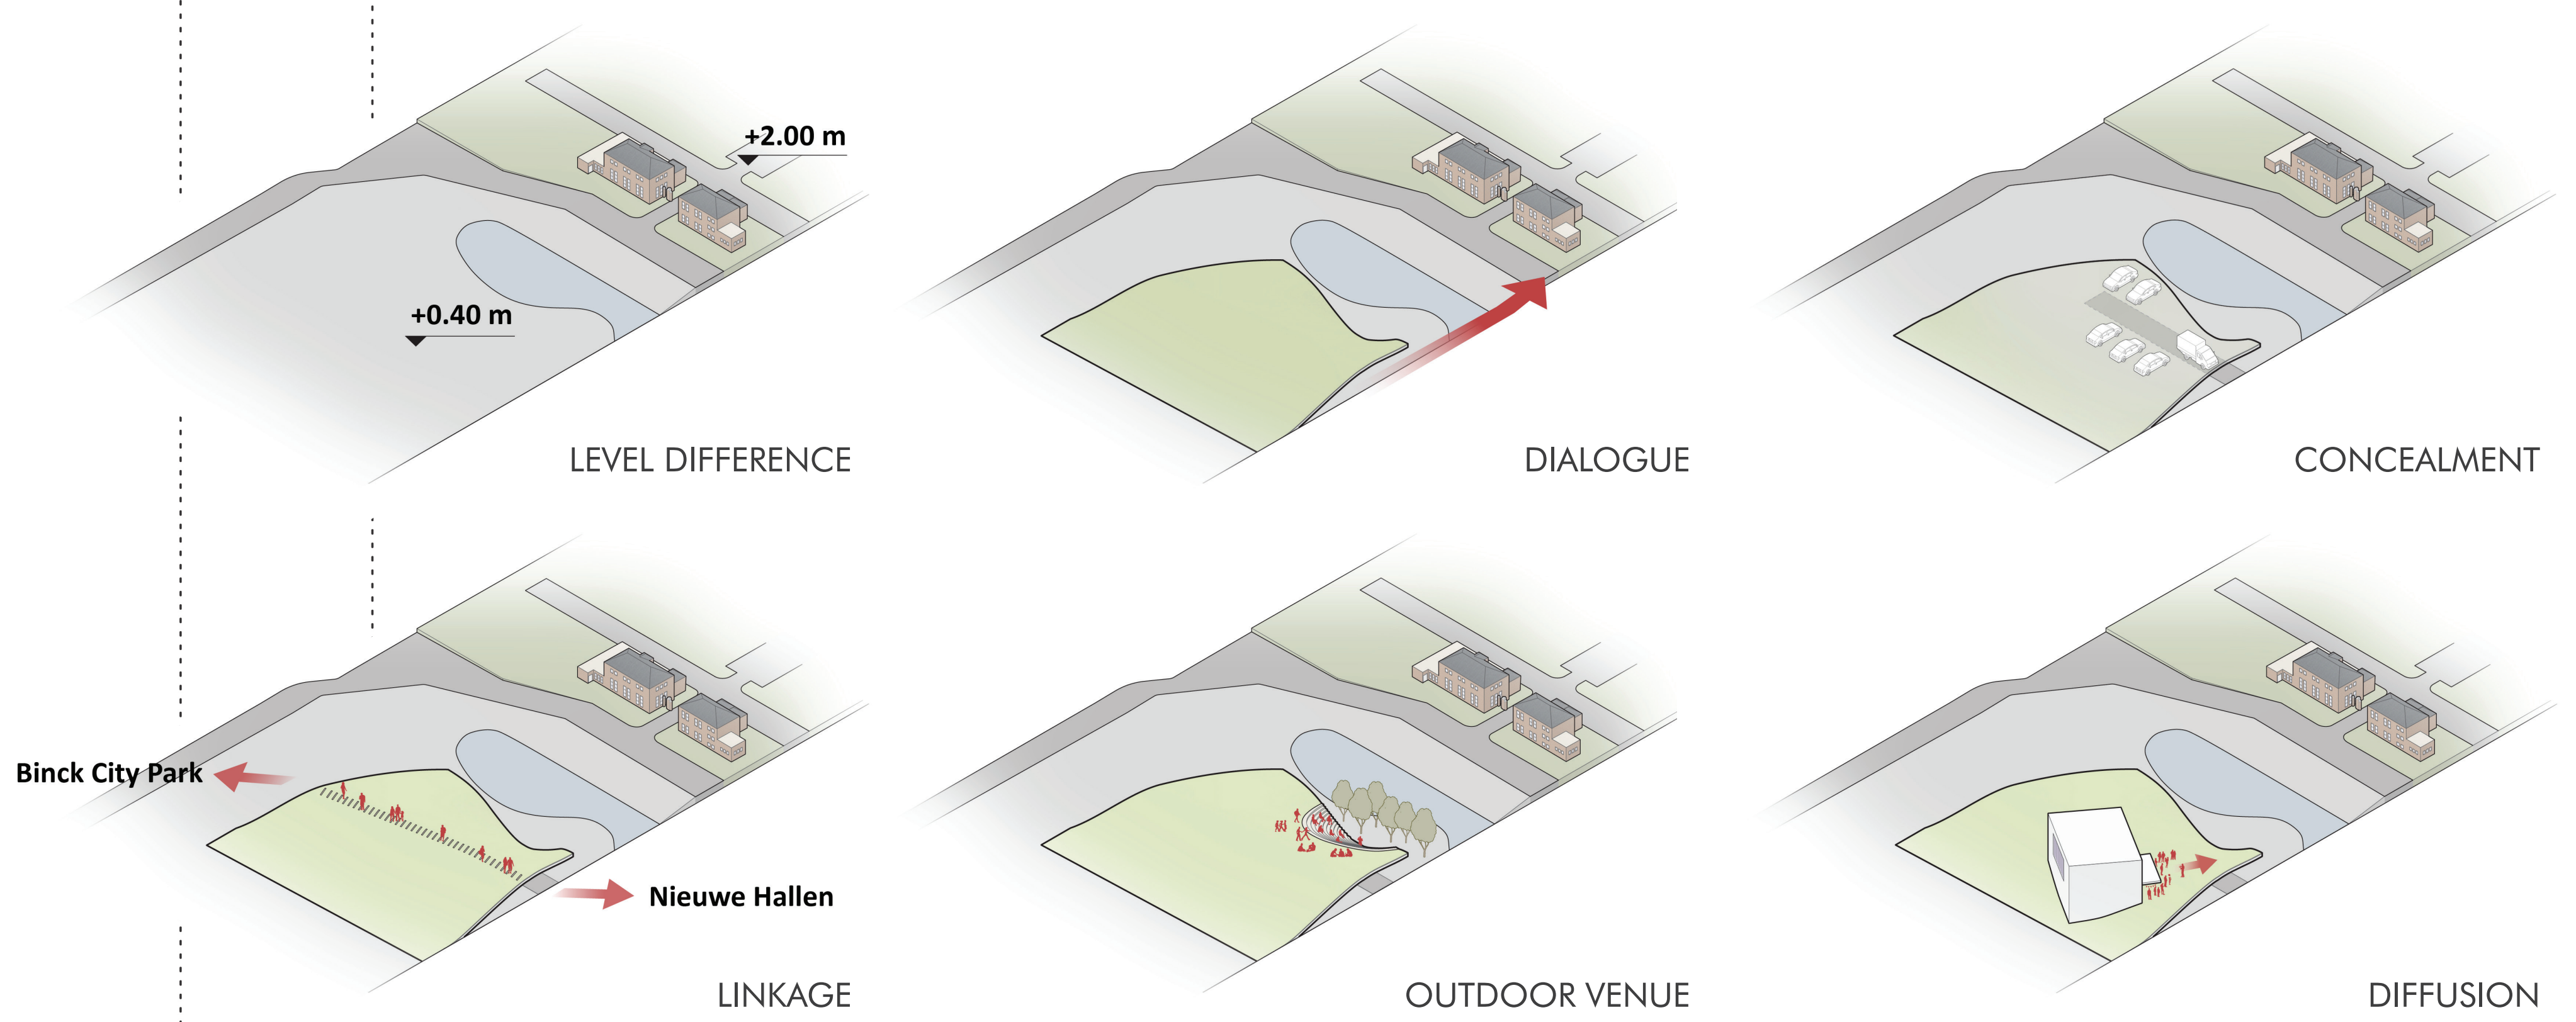 +2.00 m
+0.40 m
LEVEL DIFFERENCE
DIALOGUE
CONCEALMENT
Binck City Park
Nieuwe Hallen
LINKAGE
OUTDOOR VENUE
DIFFUSION